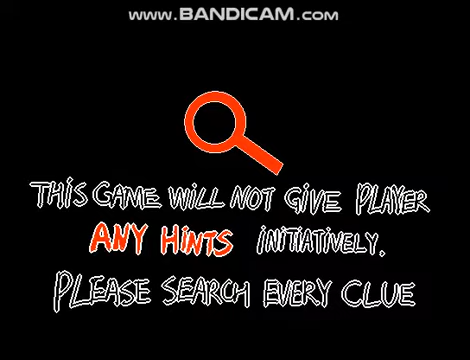 www.BANDICAM.com
THIS GAME WILL NOT GIVE PLAYER
ANY HINTS INITIATIVELY.
PLEASE SEARCH EVERY CLUE